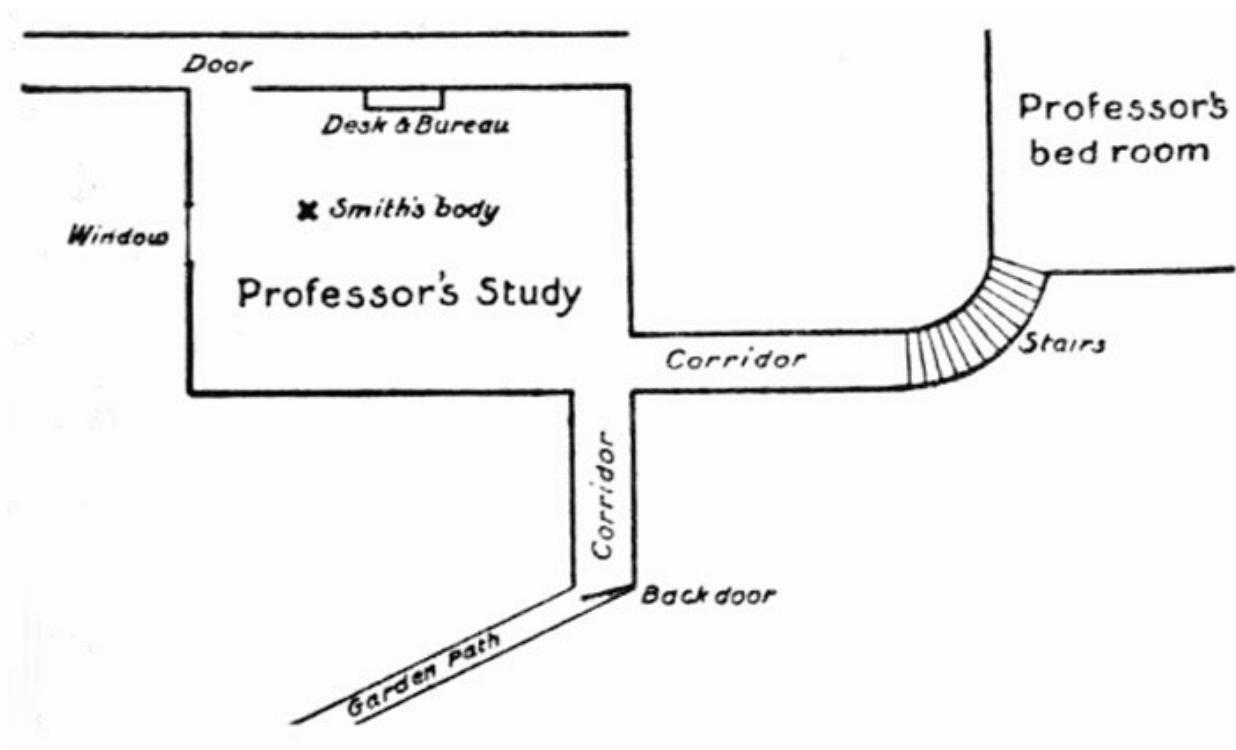 Door
Desk & Bureau
Professor's
bed room
Smith's body
Window
Professor's Study
Corridor
Stairs
Corridor
Back door
Garden Path